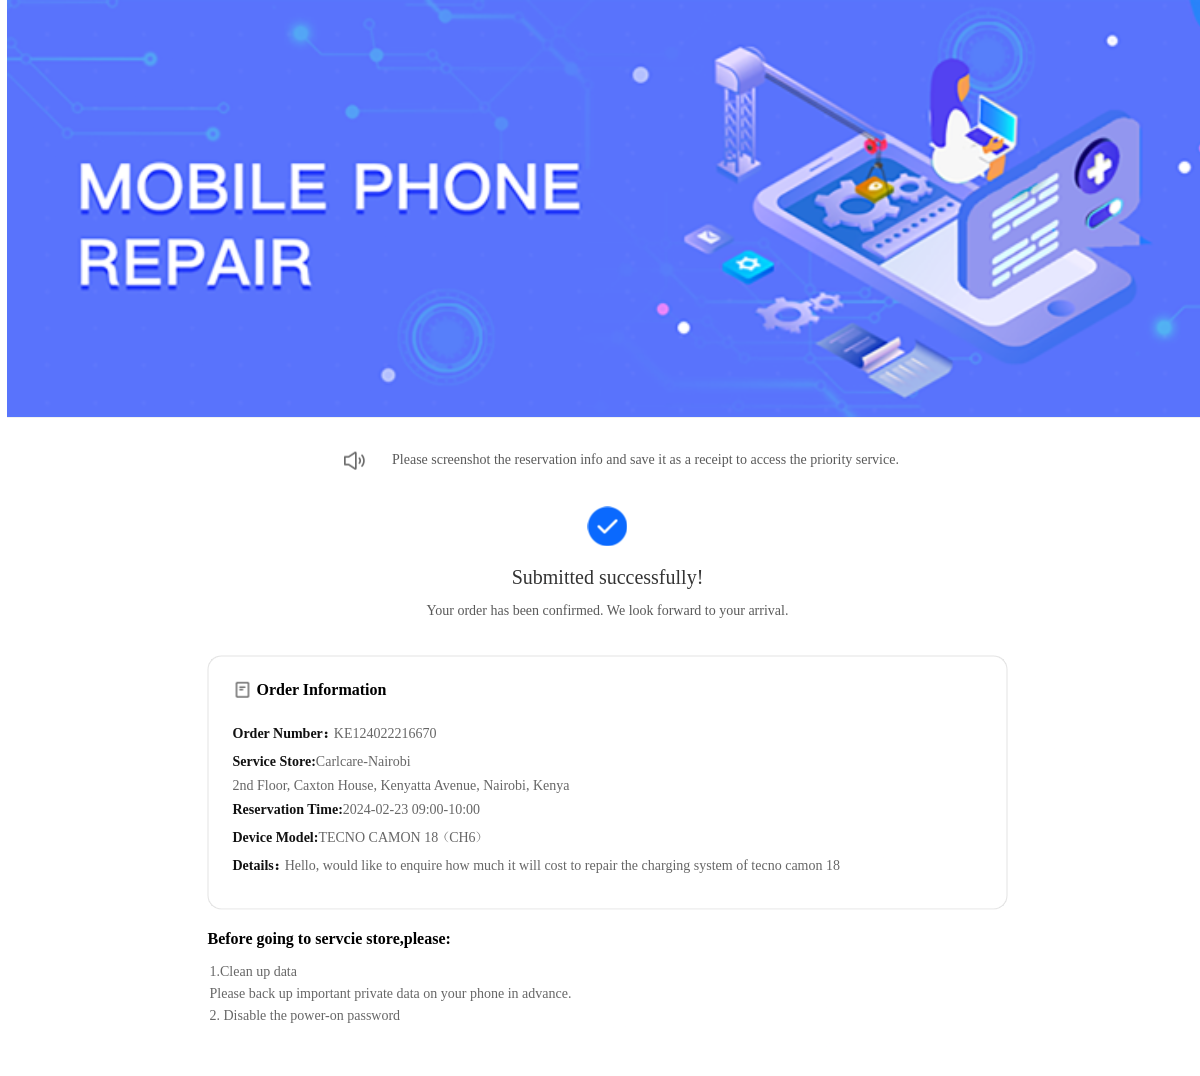 MOBILE PHONE
REPAIR
Please screenshot the reservation info and save it as a receipt to access the priority service.
Submitted successfully!
Your order has been confirmed. We look forward to your arrival.
Order Information
Order Number：KE124022216670
Service Store:Carlcare-Nairobi
2nd Floor, Caxton House, Kenyatta Avenue, Nairobi, Kenya
Reservation Time:2024-02-23 09:00-10:00
Device Model:TECNO CAMON 18（CH6）
Details：Hello, would like to enquire how much it will cost to repair the charging system of tecno camon 18
Before going to servcie store,please:
1.Clean up data
Please back up important private data on your phone in advance.
2. Disable the power-on password